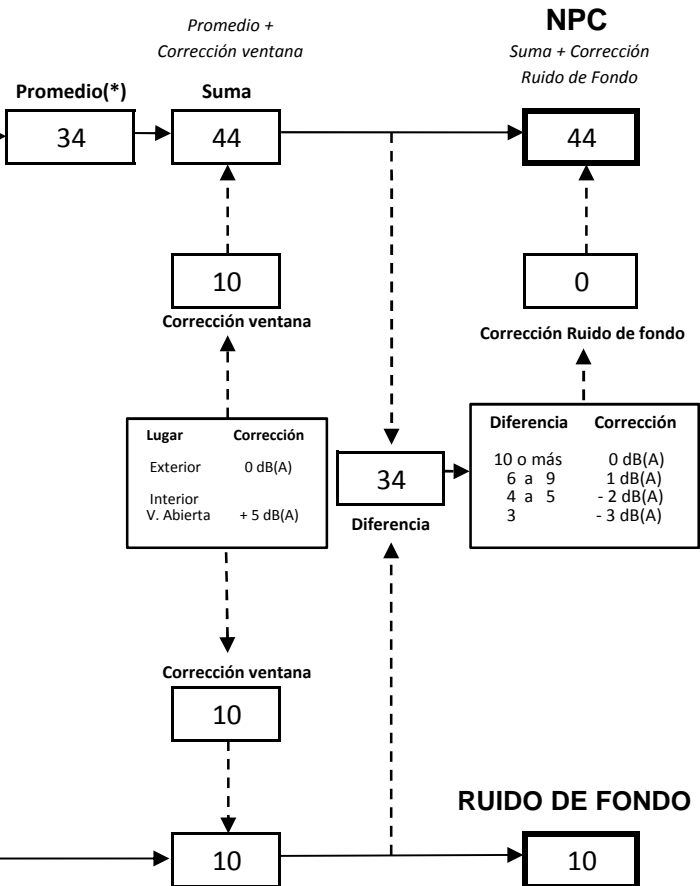 Promedio +
Corrección ventana
NPC
Suma + Corrección
Ruido de Fondo
Promedio(*)
Suma
34
44
44
10
0
Corrección ventana
Corrección Ruido de fondo
Lugar Corrección
Exterior 0 dB(A)
Interior
V. Abierta + 5 dB(A)
34
Diferencia
Diferencia Corrección
10 o más 0 dB(A)
6 a 9 1 dB(A)
4 a 5 - 2 dB(A)
3 - 3 dB(A)
Corrección ventana
10
RUIDO DE FONDO
10
10